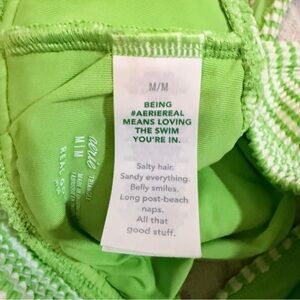 M/M
BEING
#AERIEREAL
MEANS LOVING
THE SWIM
YOU'RE IN.
Salty hair.
Sandy everything.
Belly smiles.
Long post-beach
naps.
All that
good stuff.
aerie
M | M